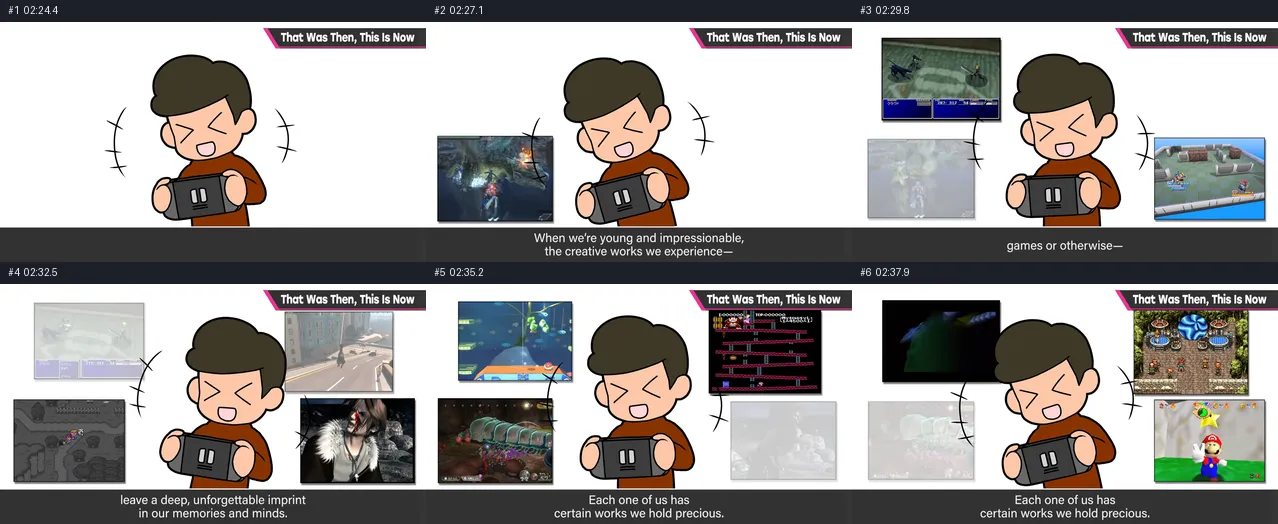 #1 02:24.4
That Was Then, This Is Now
#2 02:27.1
That Was Then, This Is Now
When we're young and impressionable,
the creative works we experience—
#3 02:29.8
That Was Then, This Is Now
games or otherwise—
#4 02:32.5
That Was Then, This Is Now
leave a deep, unforgettable imprint
in our memories and minds.
#5 02:35.2
That Was Then, This Is Now
Each one of us has
certain works we hold precious.
#6 02:37.9
That Was Then, This Is Now
Each one of us has
certain works we hold precious.